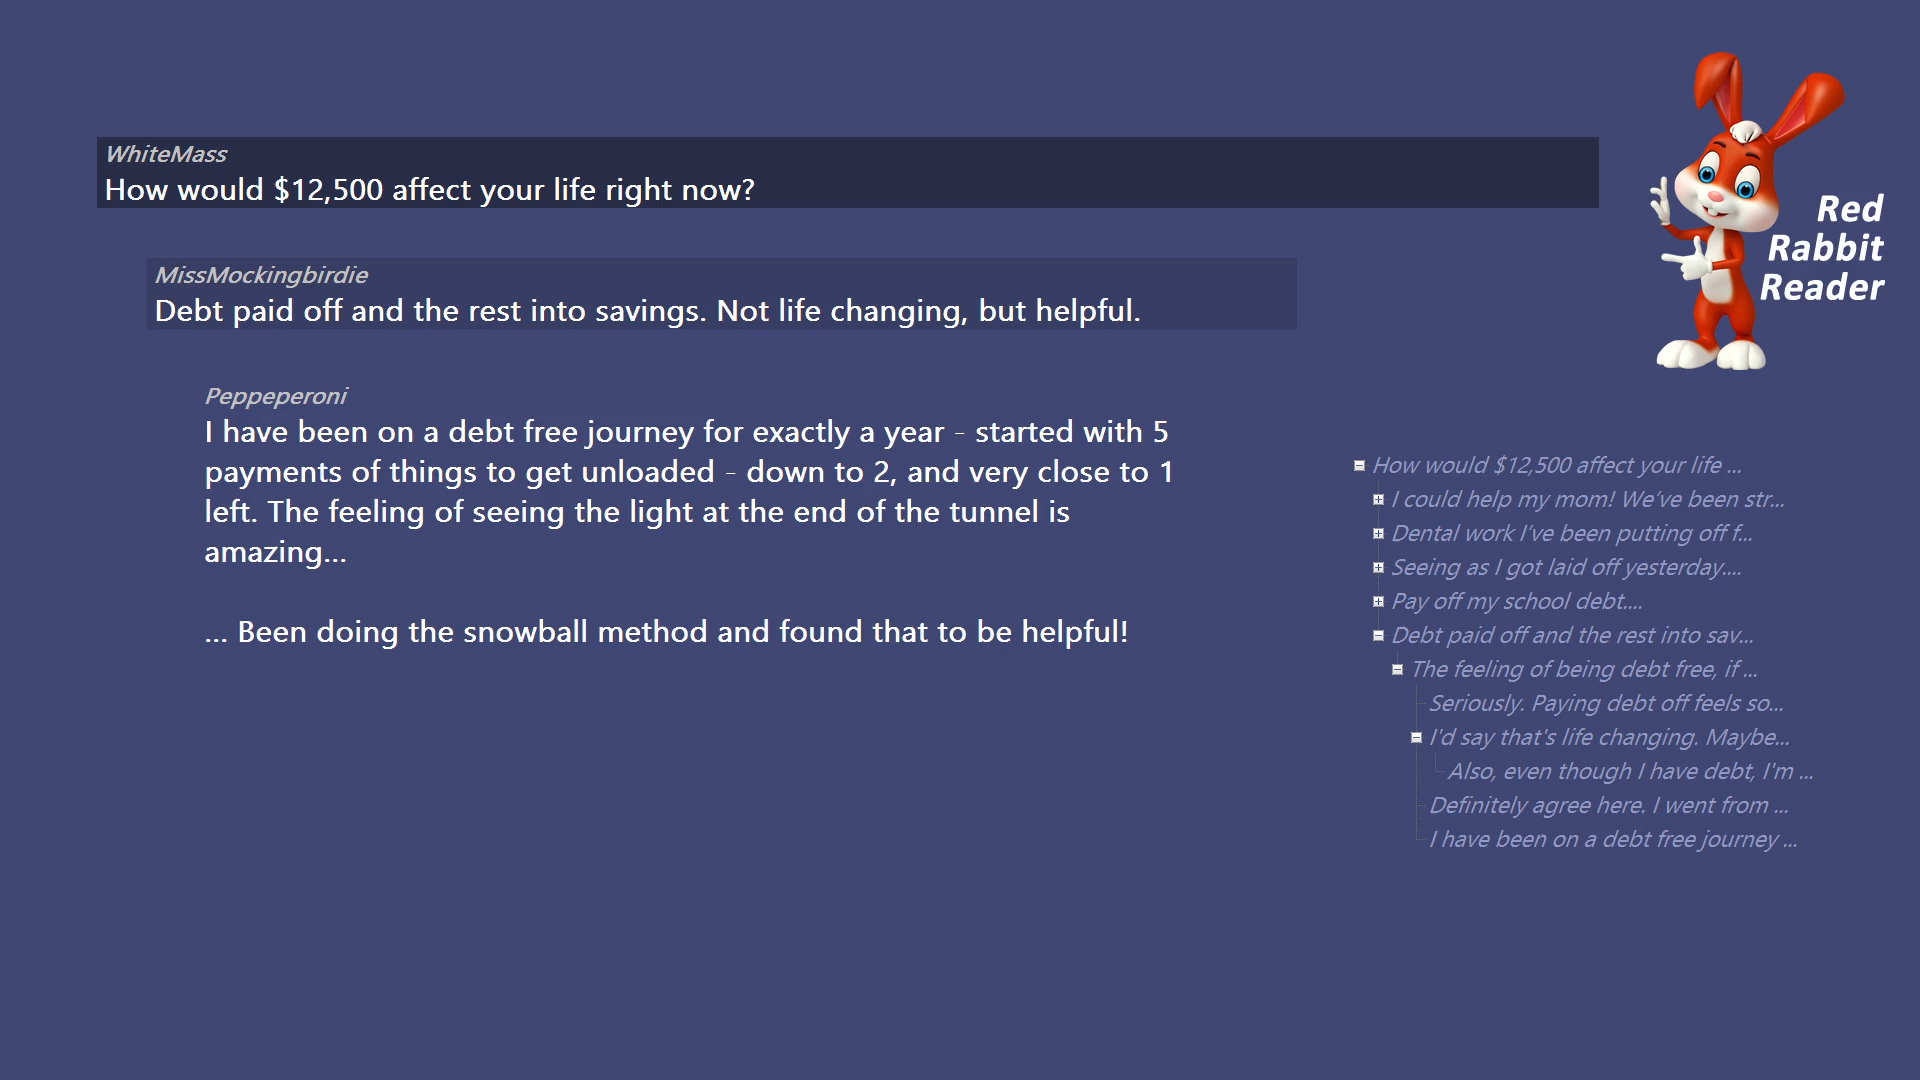 WhiteMass
How would $12,500 affect your life right now?
MissMockingbirdie
Debt paid off and the rest into savings. Not life changing, but helpful.
Peppeperoni
I have been on a debt free journey for exactly a year - started with 5
payments of things to get unloaded - down to 2, and very close to 1
left. The feeling of seeing the light at the end of the tunnel is
amazing...
... Been doing the snowball method and found that to be helpful!
Red
Rabbit
Reader
How would $12,500 affect your life ...
I could help my mom! We’ve been str...
Dental work I’ve been putting off f...
Seeing as I got laid off yesterday....
Pay off my school debt....
Debt paid off and the rest into sav...
The feeling of being debt free, if ...
Seriously. Paying debt off feels so...
I'd say that's life changing. Maybe...
Also, even though I have debt, I'm ...
Definitely agree here. I went from ...
I have been on a debt free journey ...